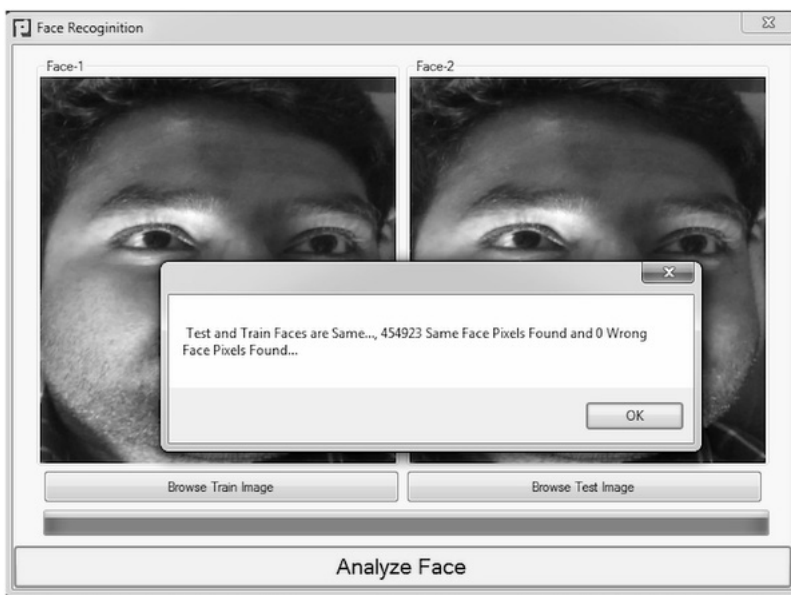 Face Recoginition
Face-1
Face-2
Test and Train Faces are Same..., 454923 Same Face Pixels Found and 0 Wrong
Face Pixels Found...
OK
Browse Train Image
Browse Test Image
Analyze Face